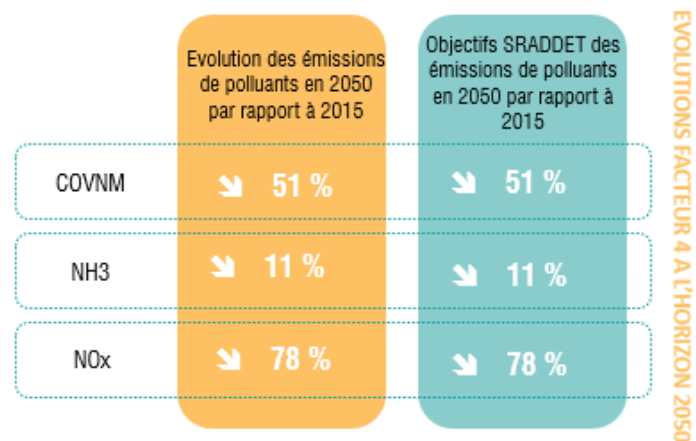 Evolution des émissions
de polluants en 2050
par rapport à 2015
Objectifs SRADDET des
émissions de polluants
en 2050 par rapport à
2015
COVNM 51 % 51 %
NH3 11 % 11 %
NOx 78 % 78 %
EVOLUTIONS FACTEUR 4 A L'HORIZON 2050